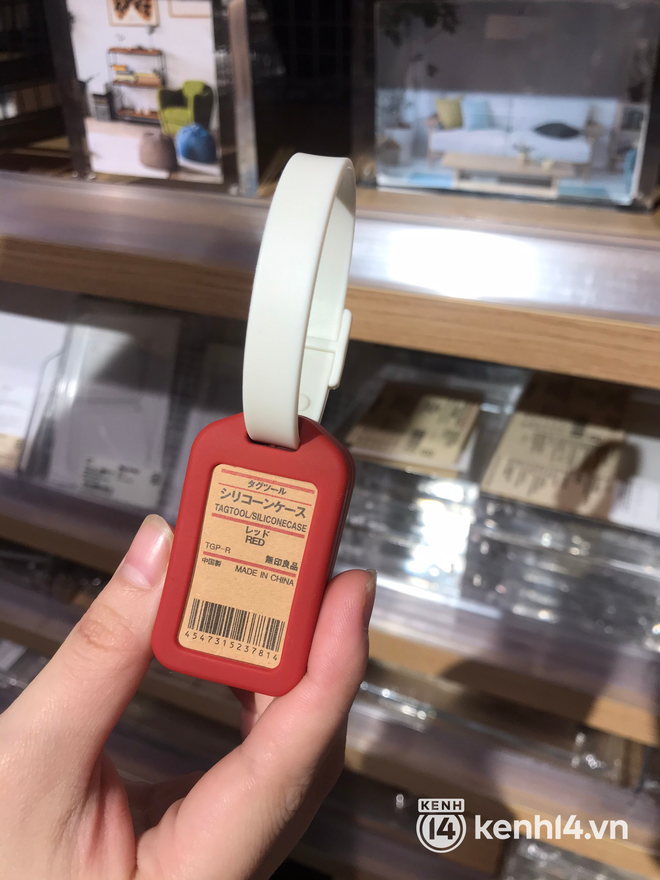 タグツール
シリコーンケース
TAGTOOL/SILICONECASE
レッド
RED
TGP-R 無印良品
中国製 MADE IN CHINA
4547315237814
KENH
14 kenh14.vn